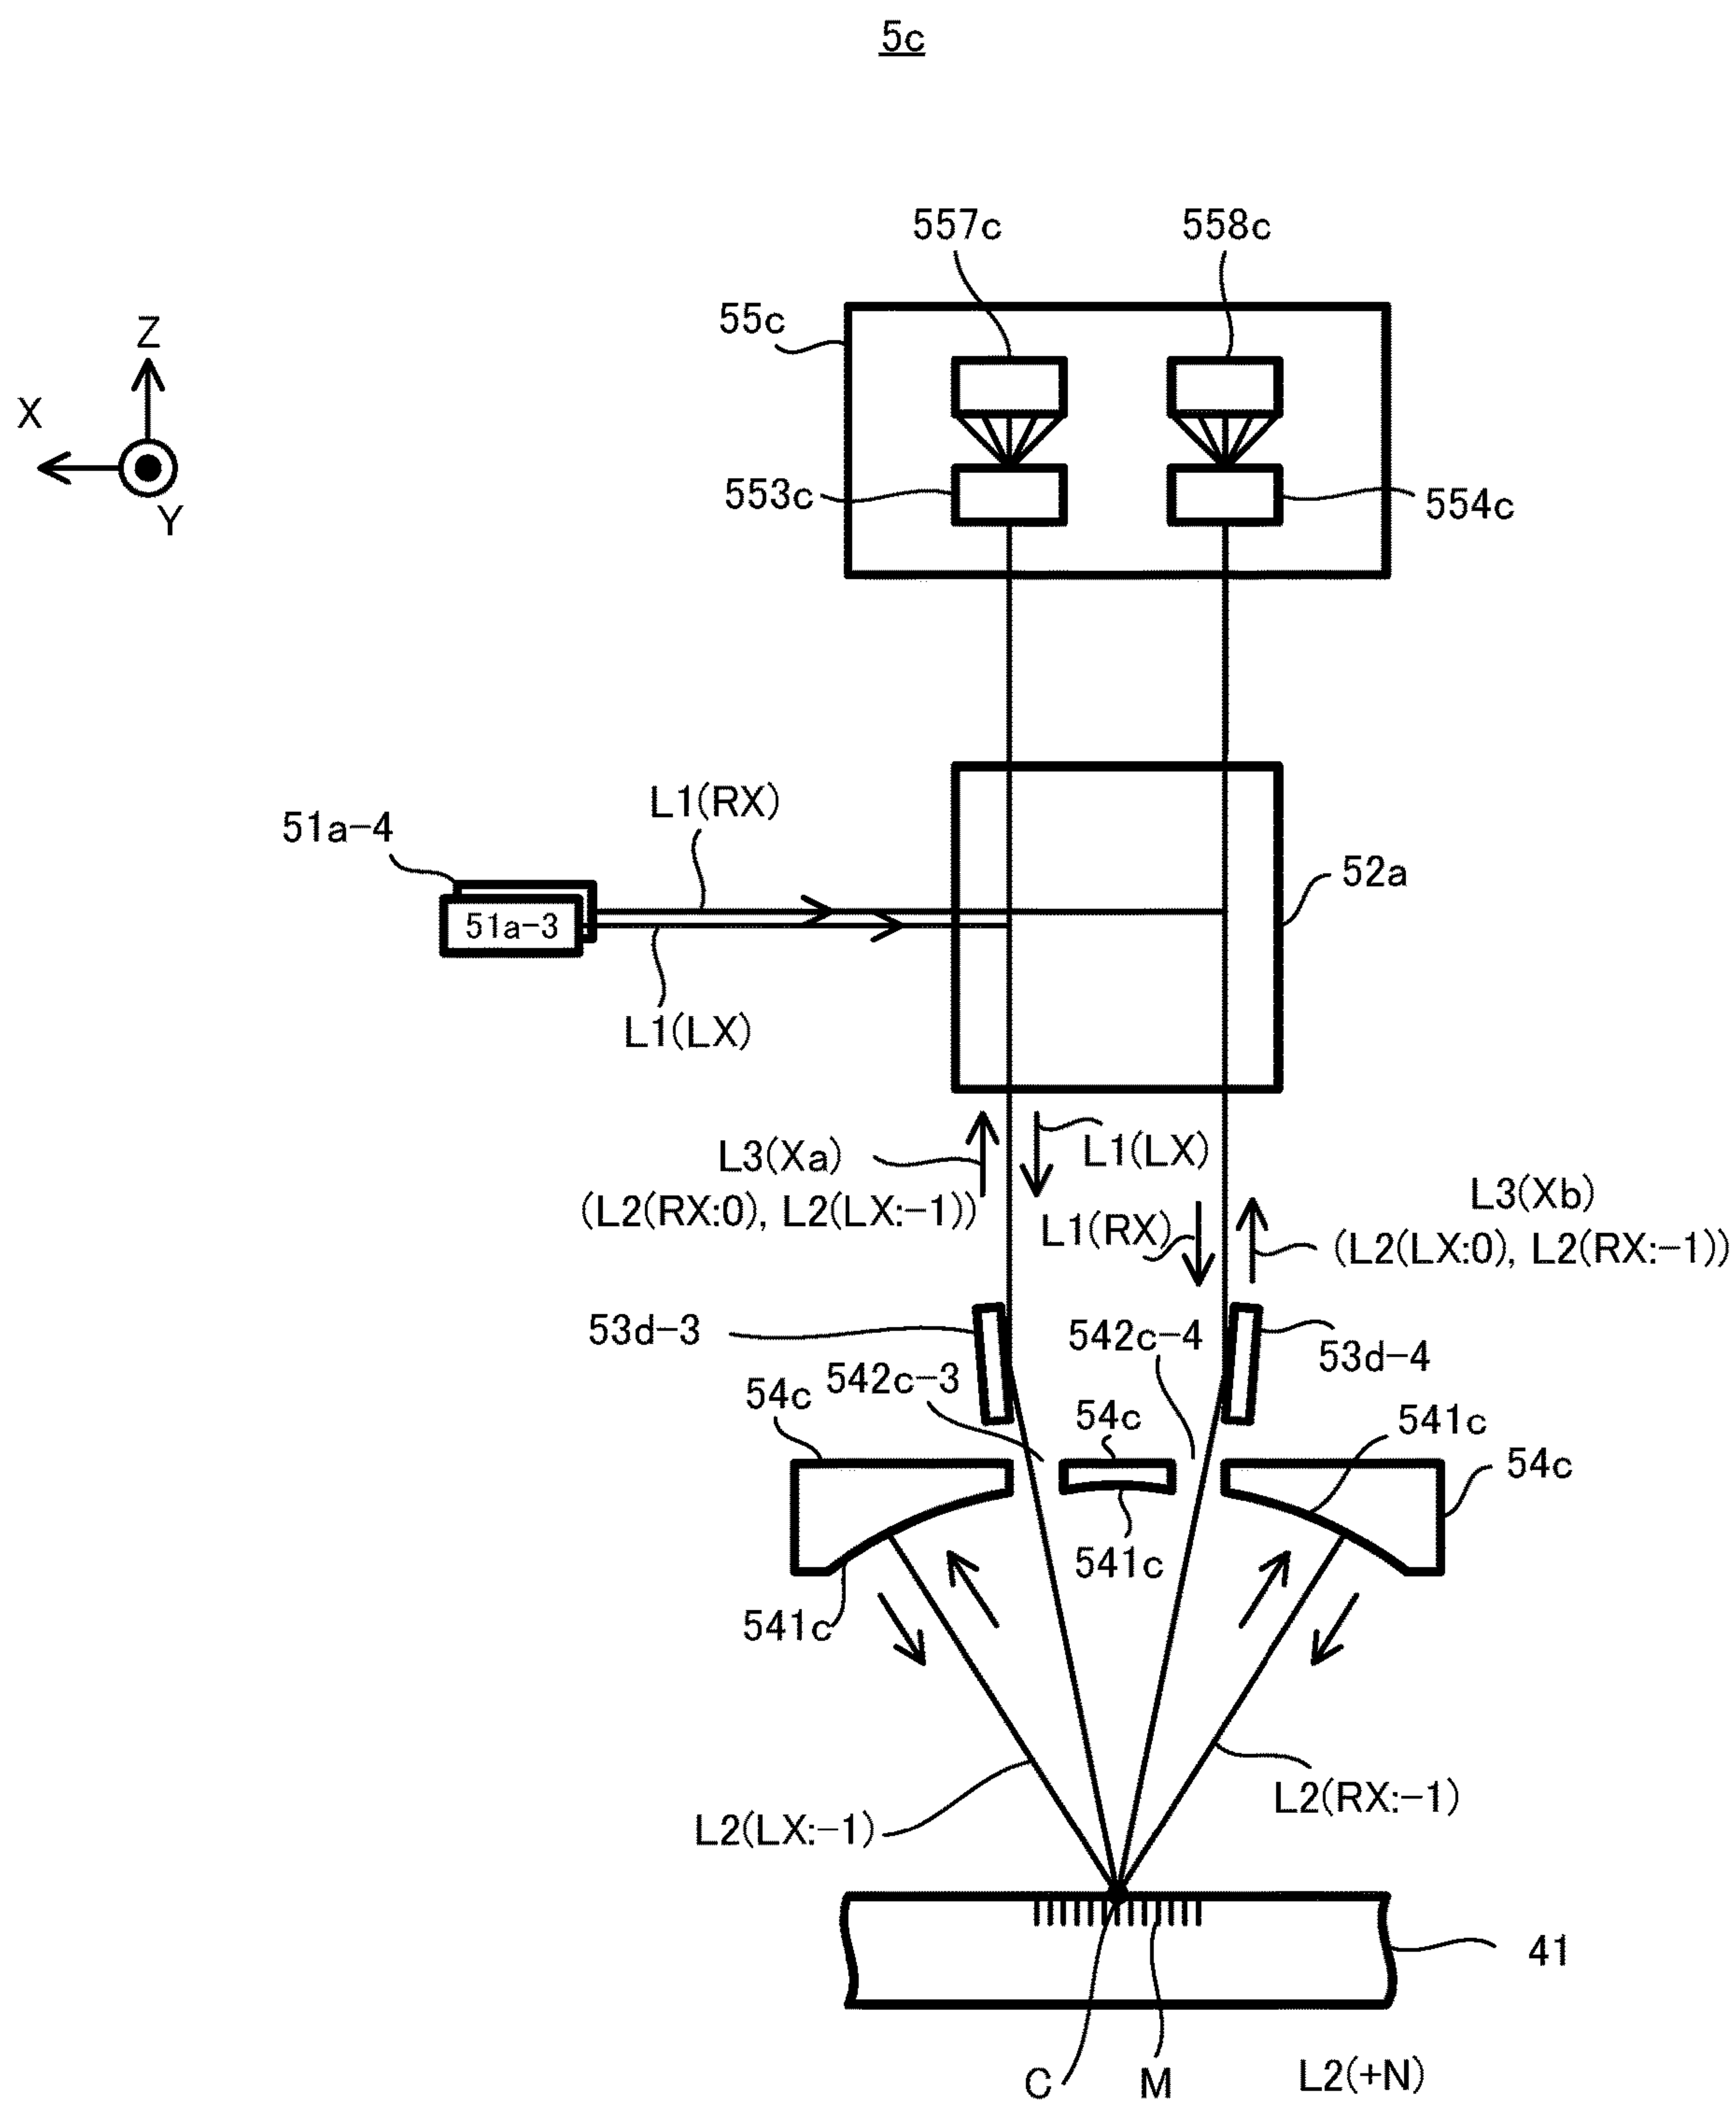 5c
557c
558c
55c
Z
X
Y
553c
554c
L1(RX)
51a-4
52a
51a-3
L1(LX)
L3(Xa)
(L2(RX:0), L2(LX:-1))
L1(LX)
L1(RX)
L3(Xb)
(L2(LX:0), L2(RX:-1))
53d-3
542c-4
53d-4
542c-3
54c
54c
541c
54c
541c
541c
L2(RX:-1)
L2(LX:-1)
41
C
M
L2(+N)